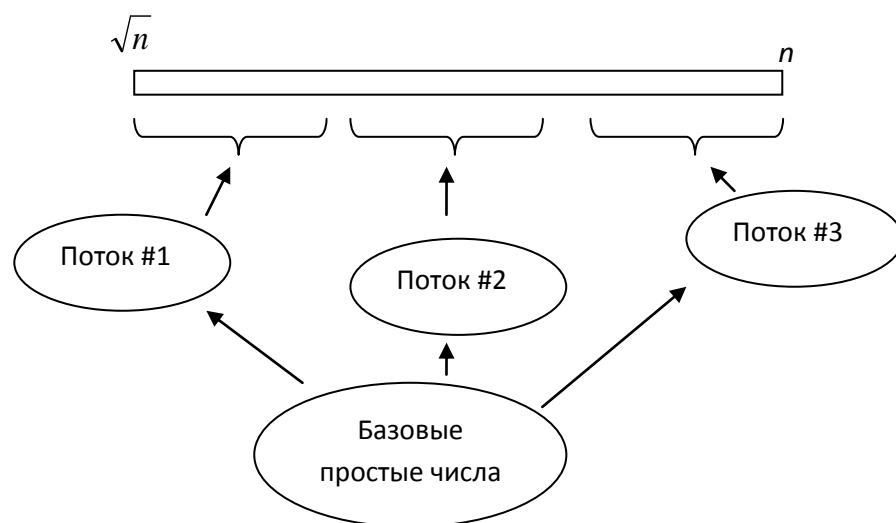 √n
n
Поток #1
Поток #2
Поток #3
Базовые
простые числа